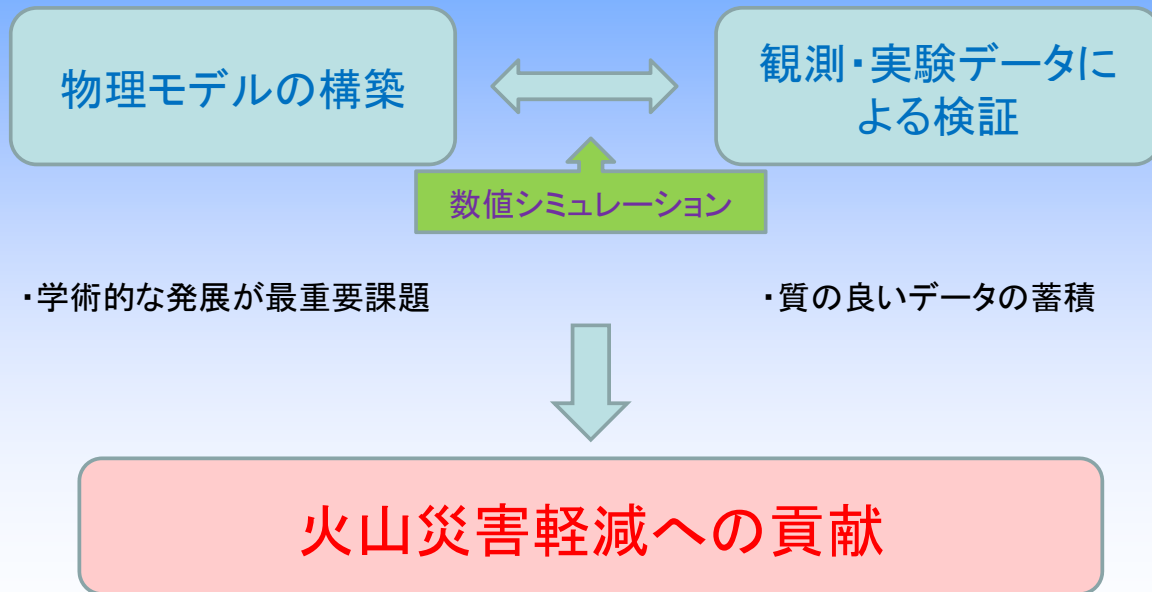 物理モデルの構築
観測・実験データに
よる検証
数値シミュレーション
・学術的な発展が最重要課題
・質の良いデータの蓄積
火山災害軽減への貢献